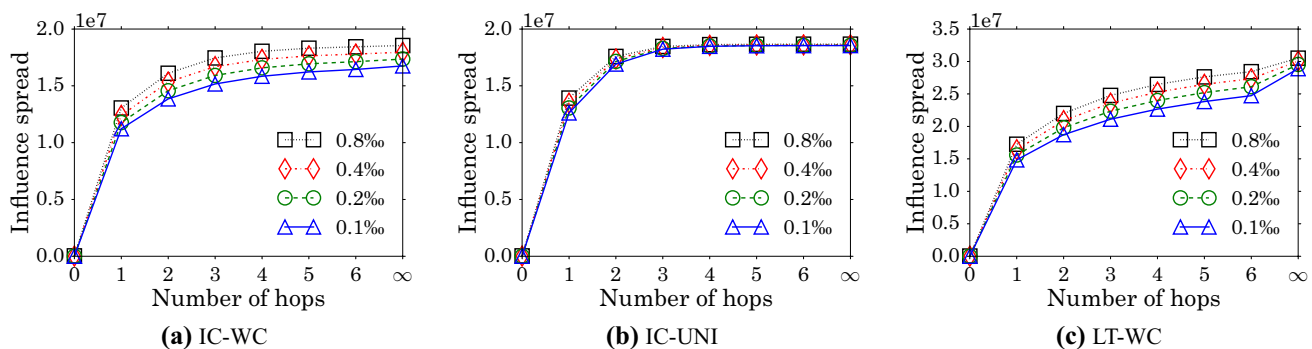 1e7
2.0
1.5
1.0
0.5
0.0
Influence spread
0.8‰
0.4‰
0.2‰
0.1‰
0 1 2 3 4 5 6 ∞
Number of hops
(a) IC-WC
1e7
2.0
1.5
1.0
0.5
0.0
Influence spread
0.8‰
0.4‰
0.2‰
0.1‰
0 1 2 3 4 5 6 ∞
Number of hops
(b) IC-UNI
1e7
3.5
3.0
2.5
2.0
1.5
1.0
0.5
0.0
Influence spread
0.8‰
0.4‰
0.2‰
0.1‰
0 1 2 3 4 5 6 ∞
Number of hops
(c) LT-WC